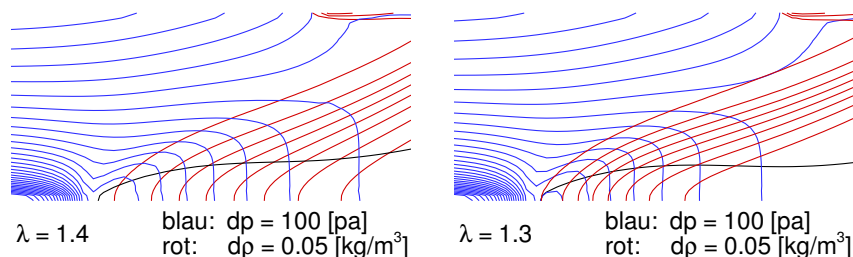 λ = 1.4
blau: dp = 100 [pa]
rot: dρ = 0.05 [kg/m³]
λ = 1.3
blau: dp = 100 [pa]
rot: dρ = 0.05 [kg/m³]